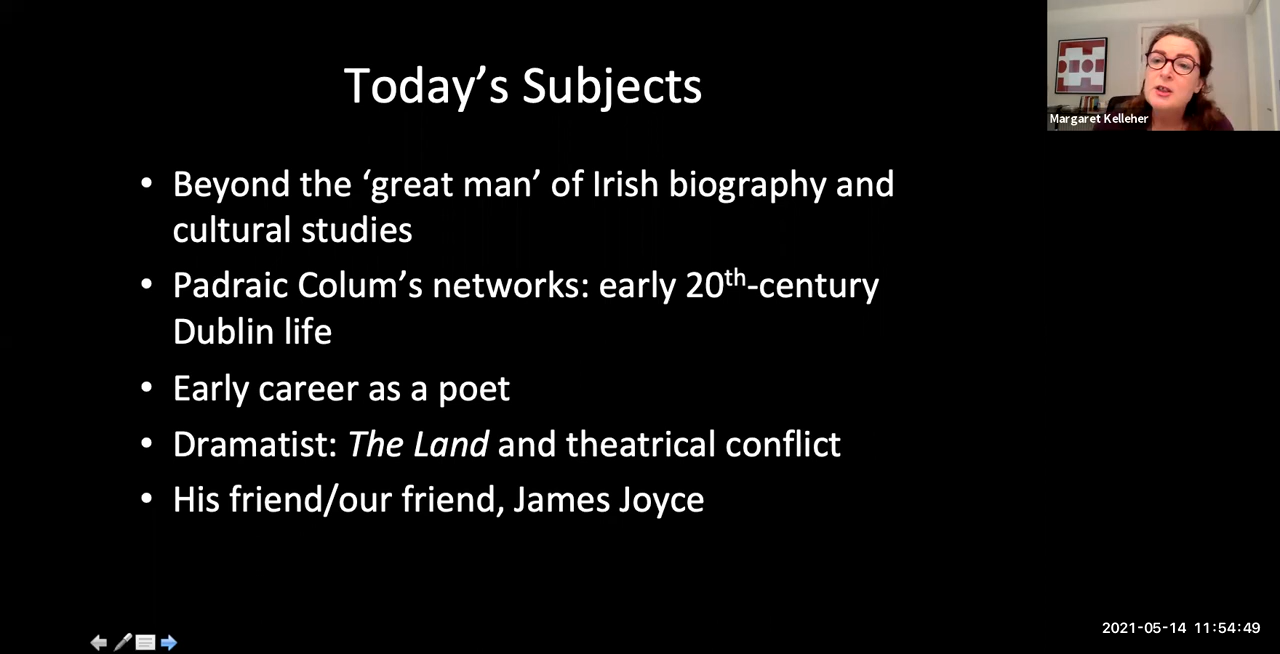 Today’s Subjects
Margaret Kelleher
• Beyond the ‘great man’ of Irish biography and
cultural studies
• Padraic Colum’s networks: early 20th-century
Dublin life
• Early career as a poet
• Dramatist: The Land and theatrical conflict
• His friend/our friend, James Joyce
2021-05-14 11:54:49